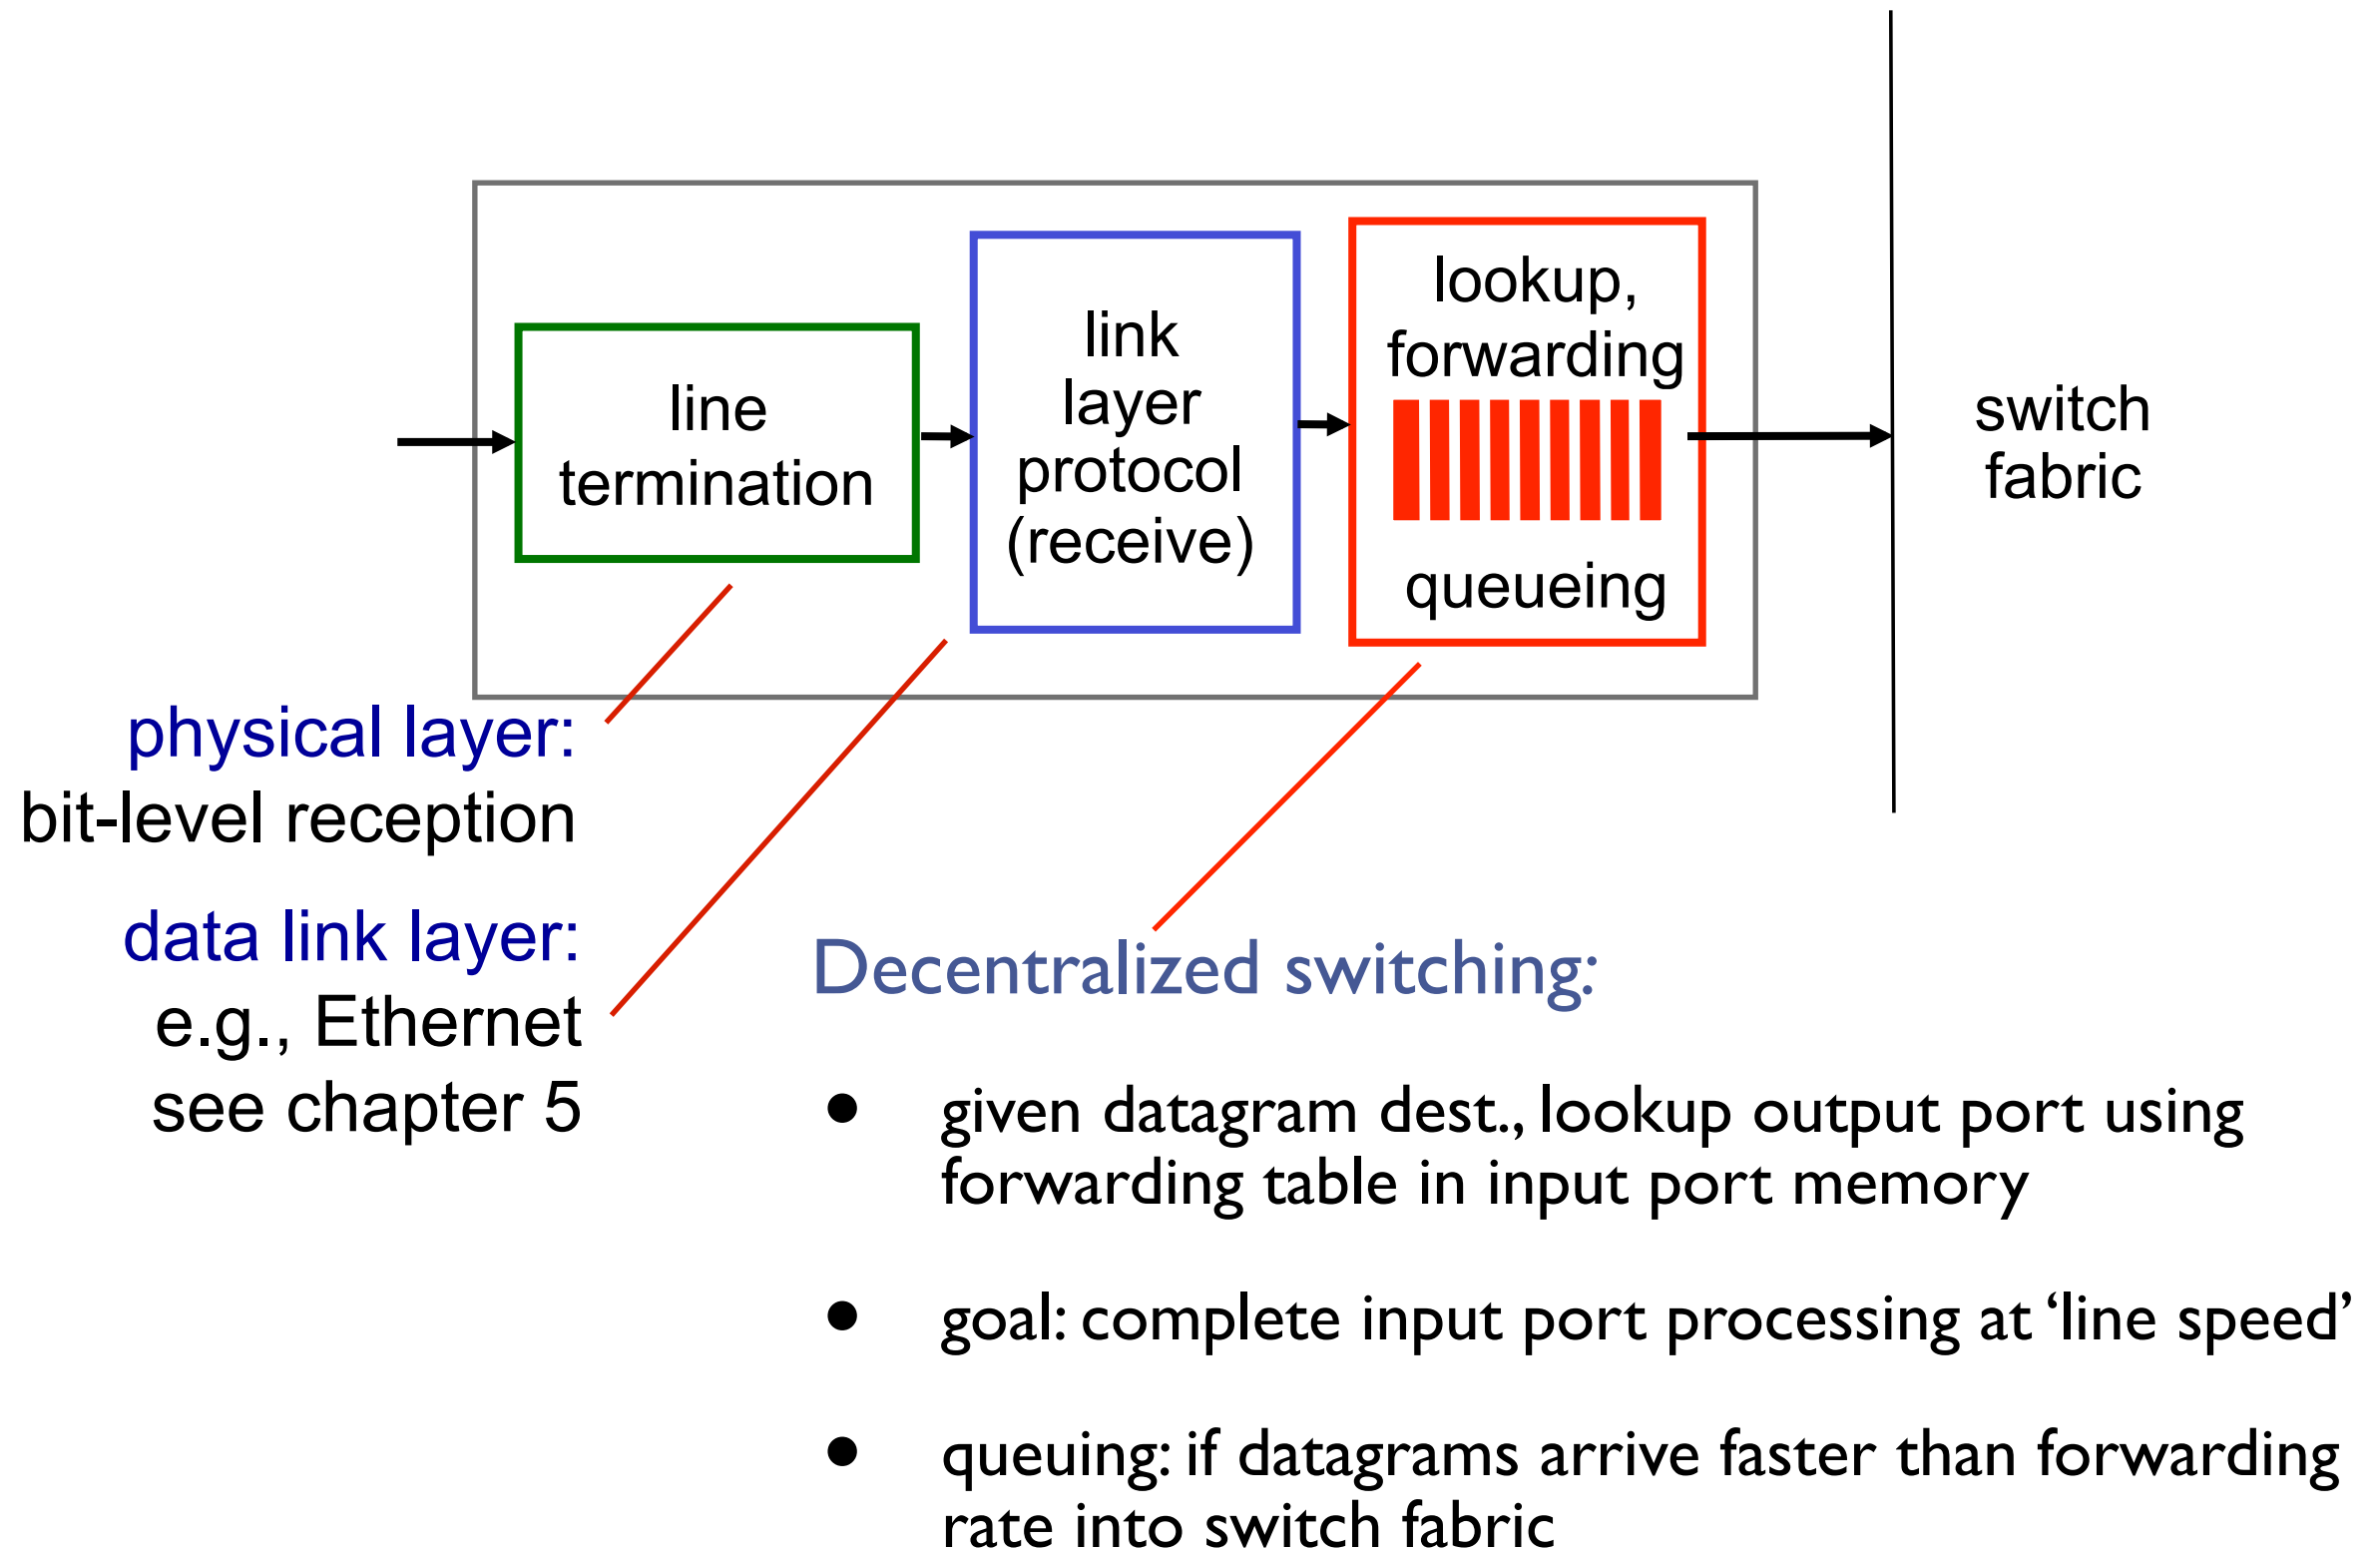 line
termination
link
layer
protocol
(receive)
lookup,
forwarding
queueing
switch
fabric
physical layer:
bit-level reception
data link layer:
e.g., Ethernet
see chapter 5
Decentralized switching:
● given datagram dest., lookup output port using
forwarding table in input port memory
● goal: complete input port processing at ‘line speed’
● queuing: if datagrams arrive faster than forwarding
rate into switch fabric